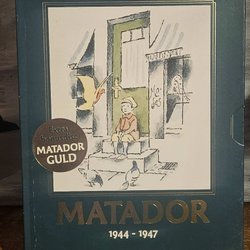 MATADOR
GULD
MATADOR
1944 - 1947